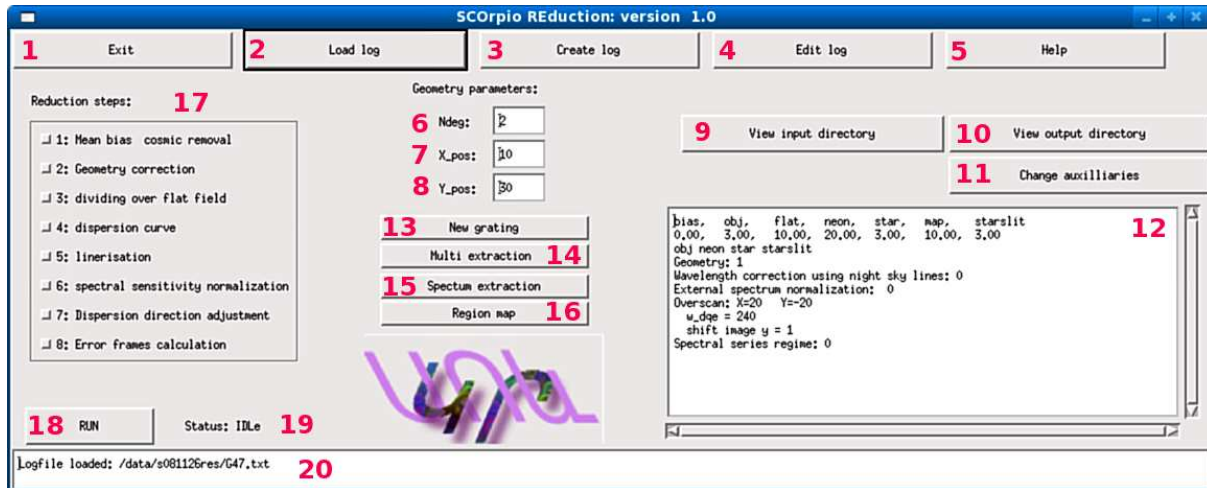 SCOrpio REduction: version 1.0
1 Exit 2 Load log 3 Create log 4 Edit log 5 Help
Reduction steps: 17
1: Mean bias cosmic removal
2: Geometry correction
3: dividing over flat field
4: dispersion curve
5: linerisation
6: spectral sensitivity normalization
7: Dispersion direction adjustment
8: Error frames calculation
Geometry parameters:
6 Ndeg: 2
7 X_pos: 10
8 Y_pos: 30
13 New grating
Multi extraction 14
15 Spectum extraction
Region map 16
9 View input directory
10 View output directory
11 Change auxilliaries
12
bias, obj, flat, neon, star, map, starslit
0.00, 3.00, 10.00, 20.00, 3.00, 10.00, 3.00
obj neon star starslit
Geometry: 1
Wavelength correction using night sky lines: 0
External spectrum normalization: 0
Overscan: X=20 Y=-20
w_dqe = 240
shift image y = 1
Spectral series regime: 0
18 RUN Status: IDLe 19
Logfile loaded: /data/s081126res/G47.txt 20